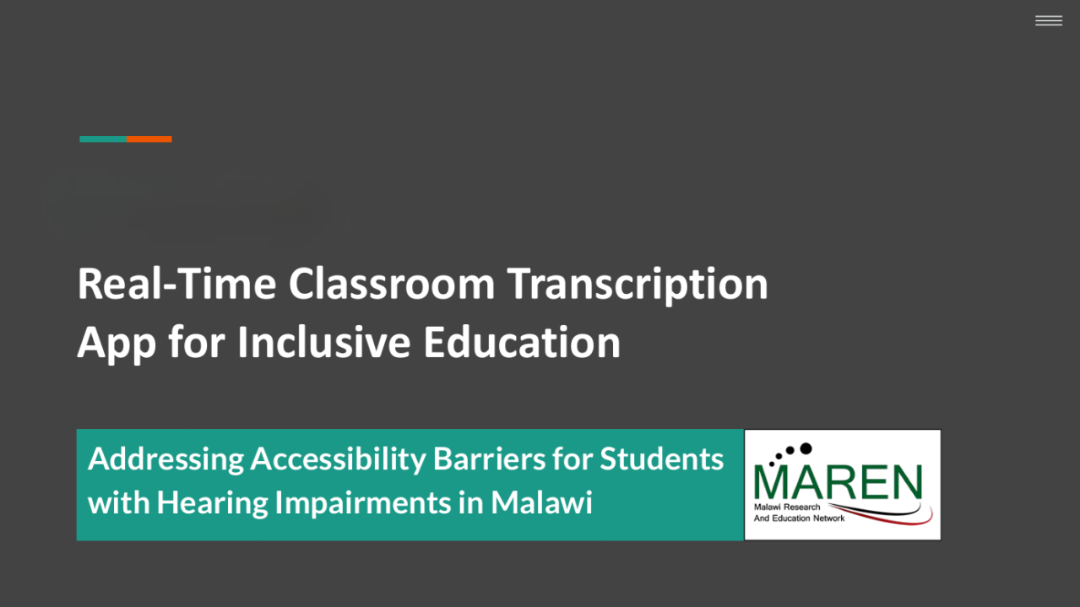 Real-Time Classroom Transcription
App for Inclusive Education
Addressing Accessibility Barriers for Students
with Hearing Impairments in Malawi
MAREN
Malawi Research
And Education Network